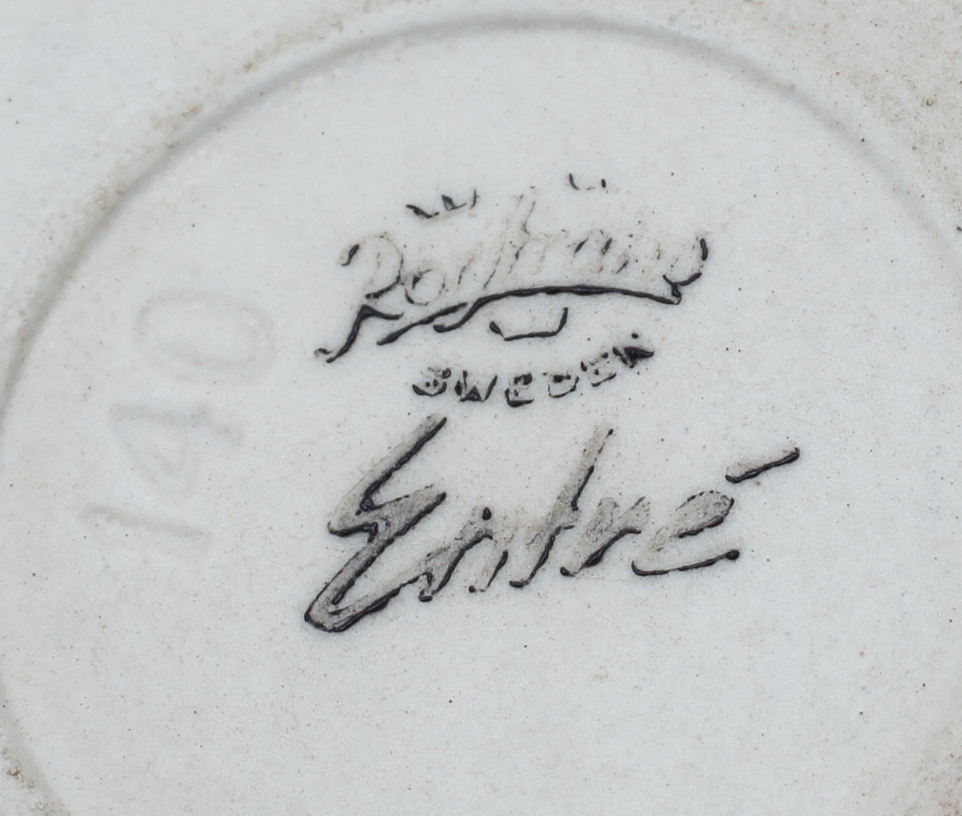 Rörstrand
SWEDEN
Entré
140